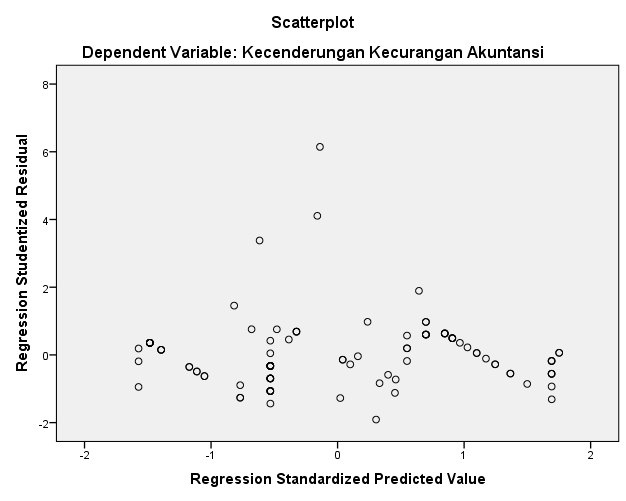 Scatterplot
Dependent Variable: Kecenderungan Kecurangan Akuntansi
Regression Studentized Residual
8
6
4
2
0
-2
-2
-1
0
1
2
Regression Standardized Predicted Value